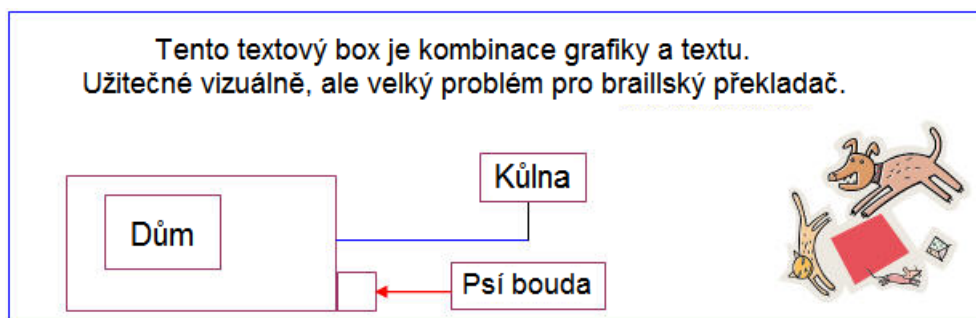 Tento textový box je kombinace grafiky a textu.
Užitečné vizuálně, ale velký problém pro braillský překladač.
Kůlna
Dům
Psí bouda